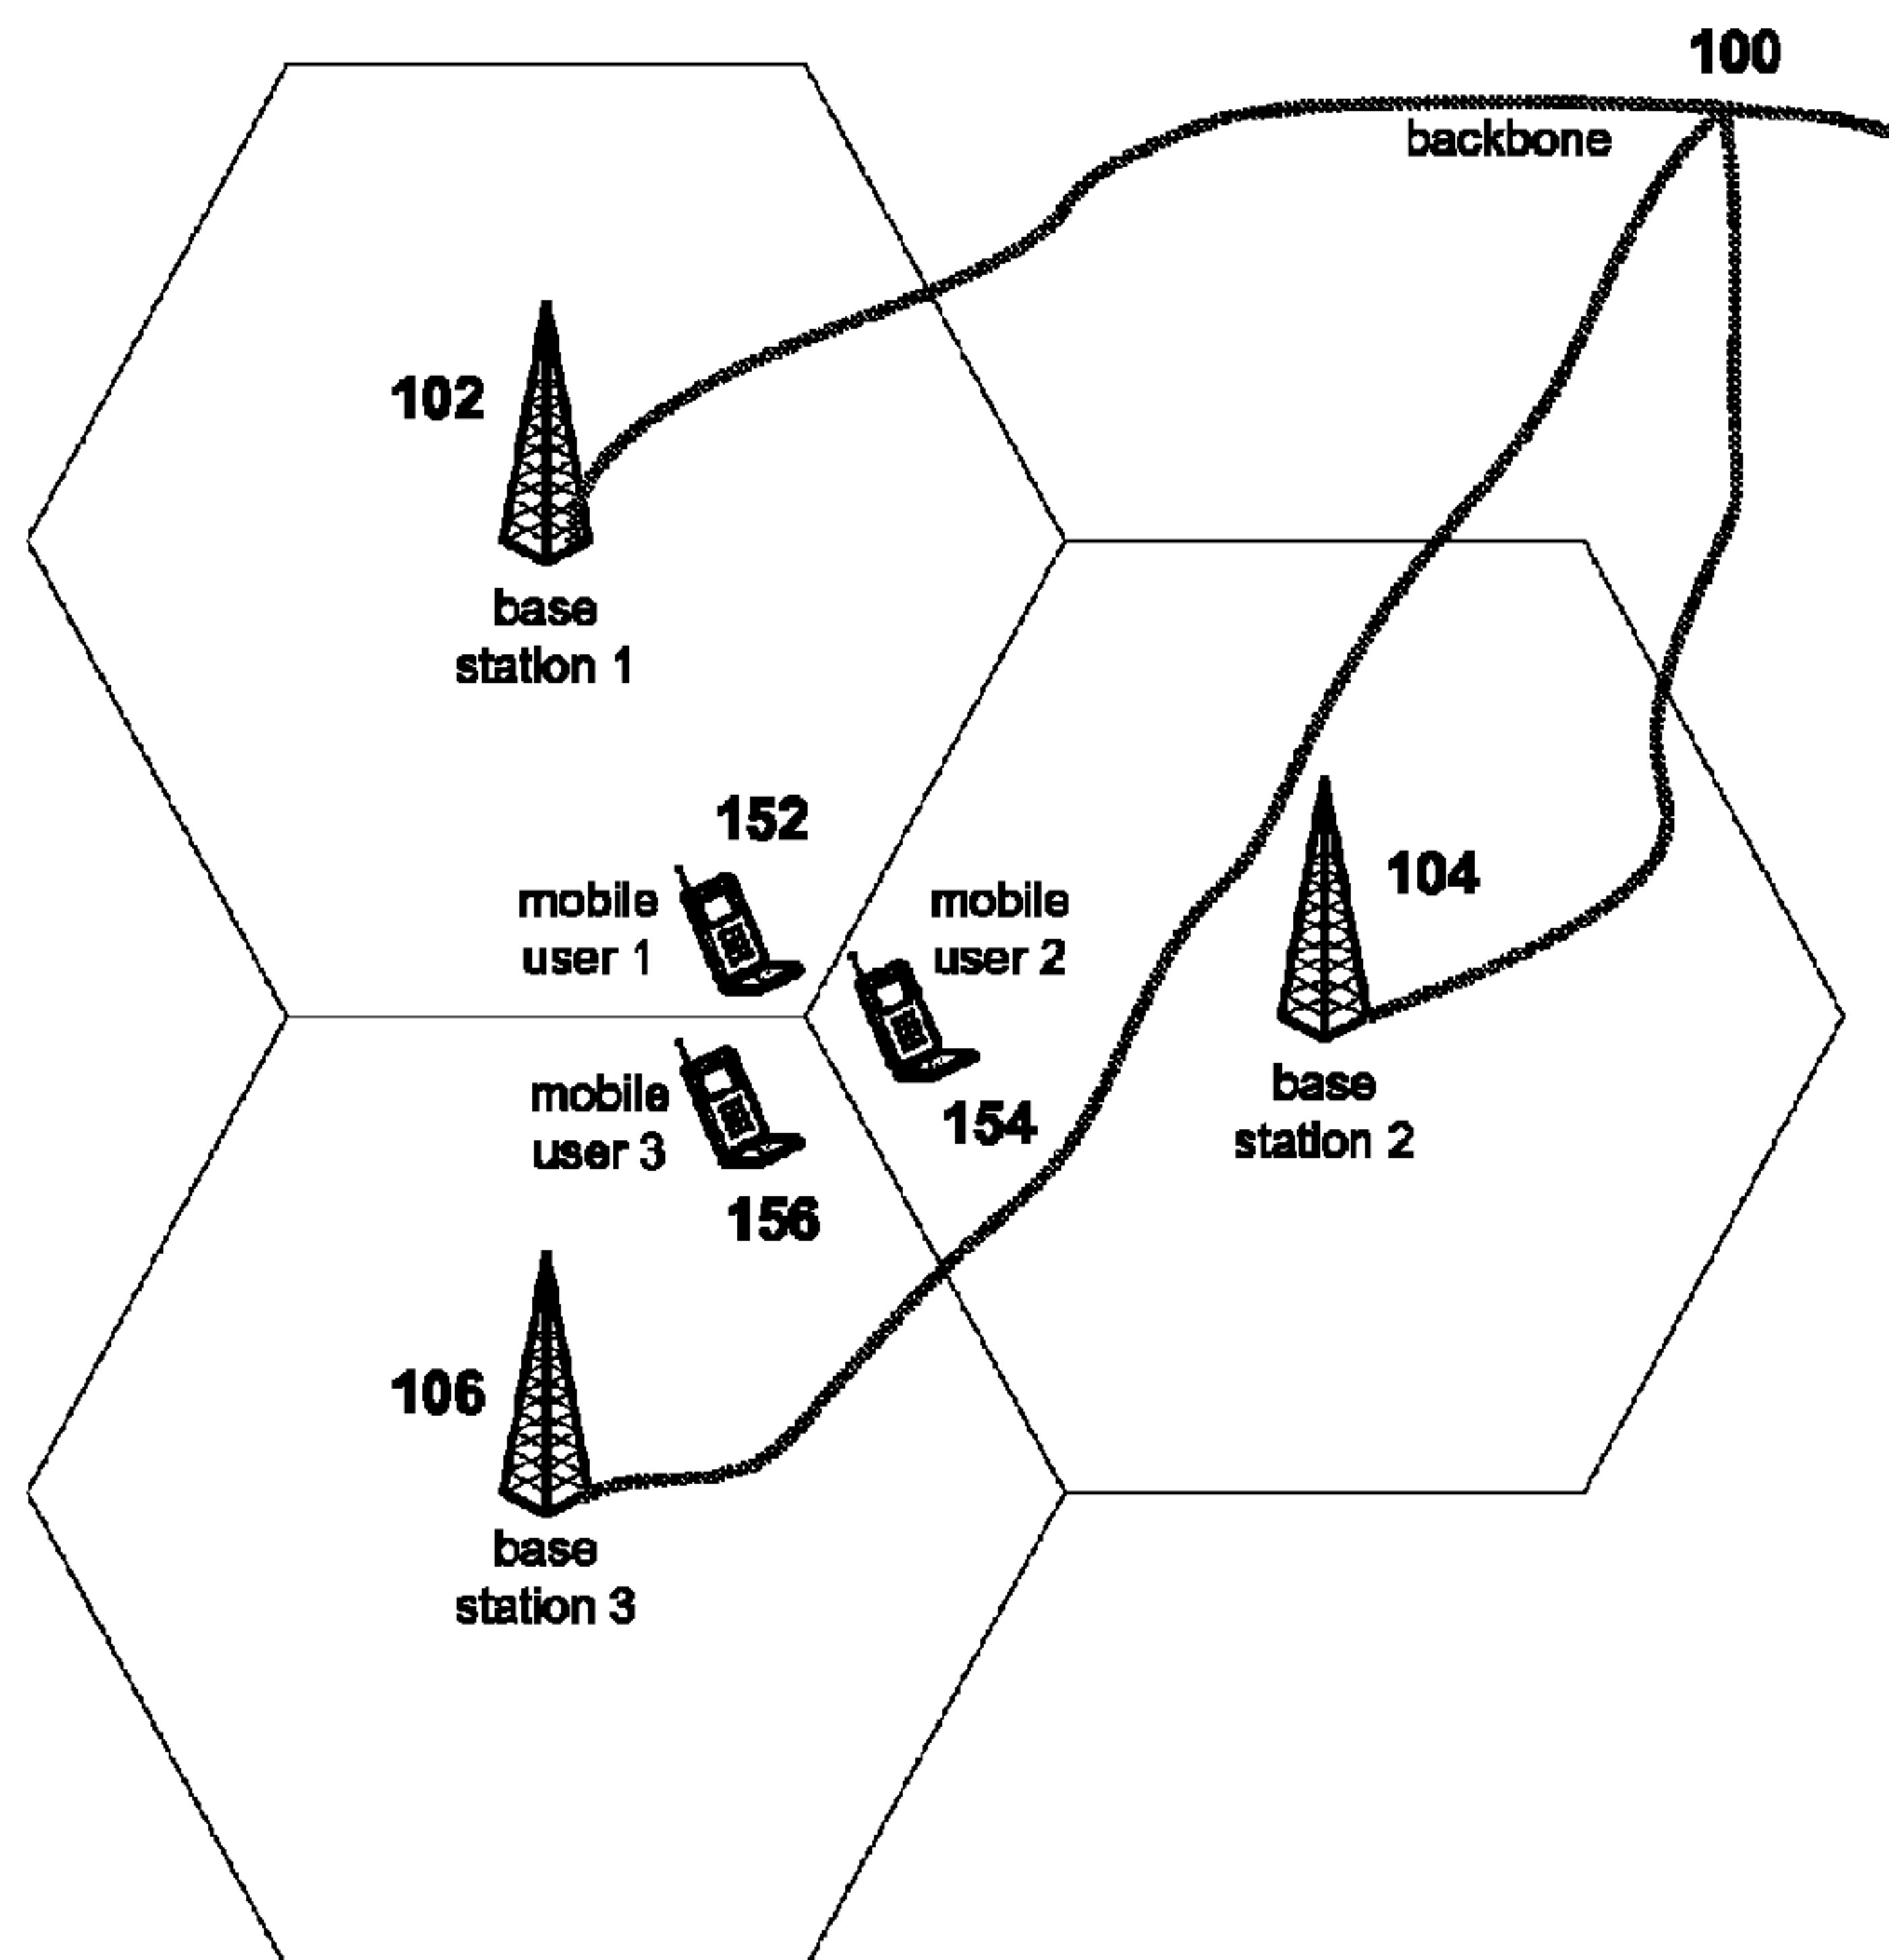 100
backbone
102
base
station 1
152
mobile
user 1
mobile
user 2
104
mobile
user 3
154
base
station 2
156
106
base
station 3